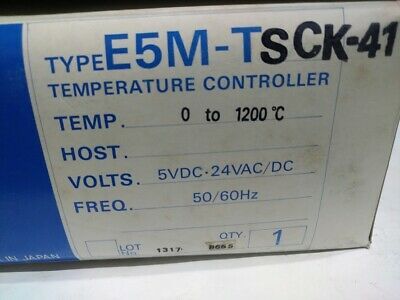 TYPE E5M-TSCK-41
TEMPERATURE CONTROLLER
TEMP. 0 to 1200℃
HOST.
VOLTS. 5VDC·24VAC/DC
FREQ. 50/60Hz
LOT No. 1317 8665 QTY. 1
IN JAPAN